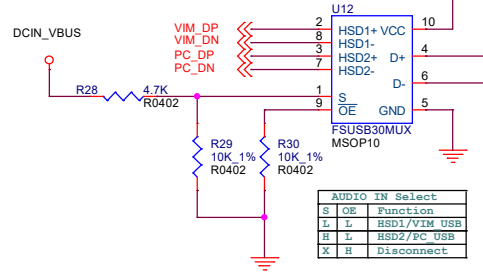 U12
DCIN_VBUS
VIM_DP 2 HSD1+ VCC 10
VIM_DN 8 HSD1-
PC_DP 3 HSD2+ D+ 4
PC_DN 7 HSD2-
D- 6
R28 4.7K
R0402
1 S
9 OE GND 5
FSUSB30MUX
MSOP10
R29 R30
10K_1% 10K_1%
R0402 R0402
AUDIO IN Select
S OE Function
L L HSD1/VIM_USB
H L HSD2/PC_USB
X H Disconnect